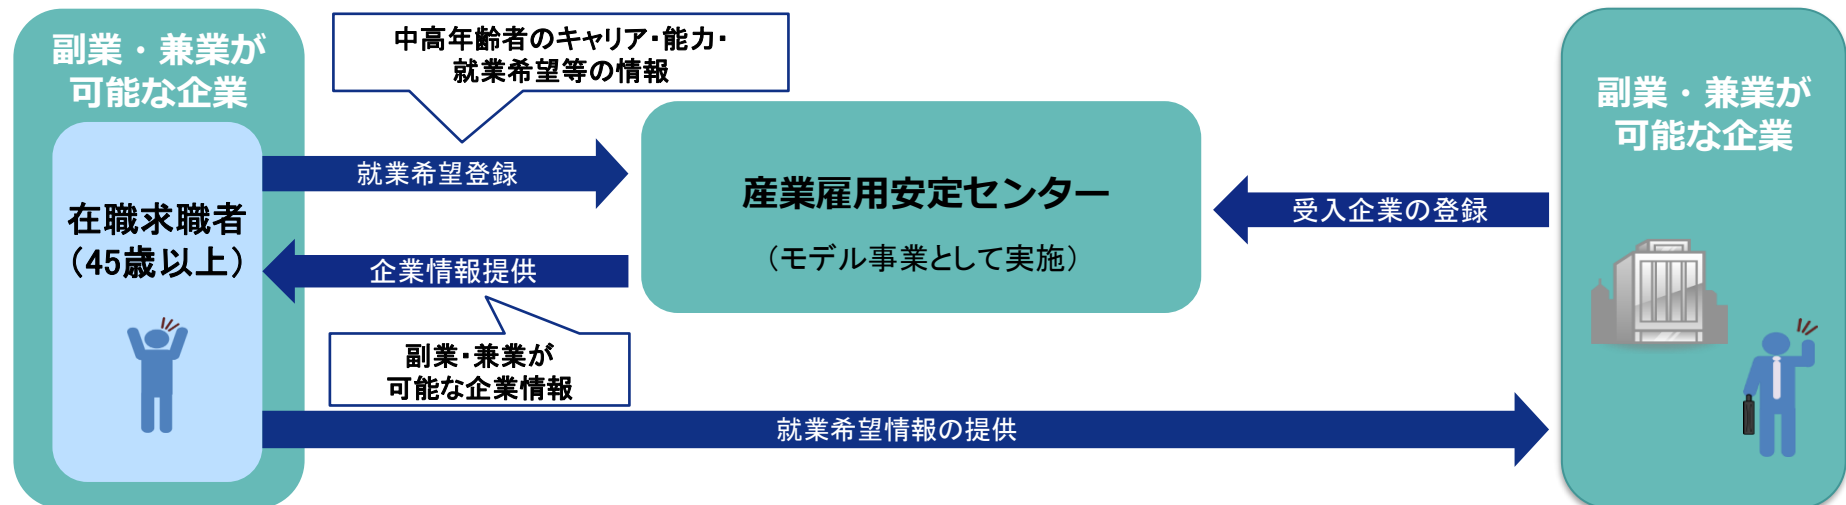 副業・兼業が
可能な企業
在職求職者
（45歳以上）
中高年齢者のキャリア・能力・
就業希望等の情報
就業希望登録
企業情報提供
副業・兼業が
可能な企業情報
産業雇用安定センター
（モデル事業として実施）
受入企業の登録
就業希望情報の提供
副業・兼業が
可能な企業